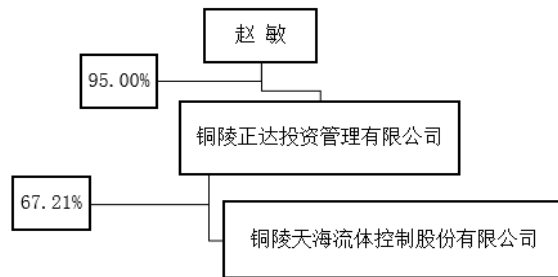 赵 敏
95.00%
铜陵正达投资管理有限公司
67.21%
铜陵天海流体控制股份有限公司